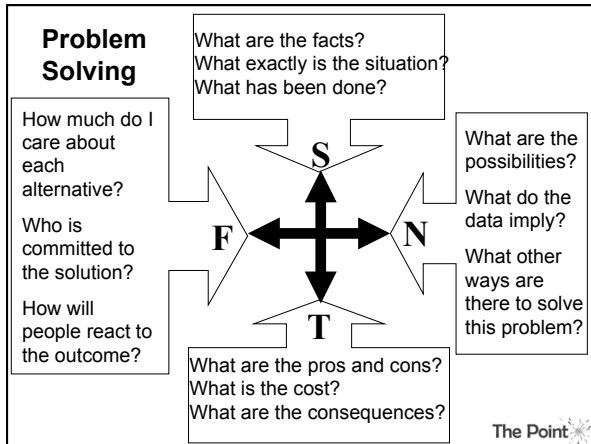 Problem
Solving
What are the facts?
What exactly is the situation?
What has been done?
How much do I
care about
each
alternative?
Who is
committed to
the solution?
How will
people react to
the outcome?
S
F
N
T
What are the
possibilities?
What do the
data imply?
What other
ways are
there to solve
this problem?
What are the pros and cons?
What is the cost?
What are the consequences?
The Point